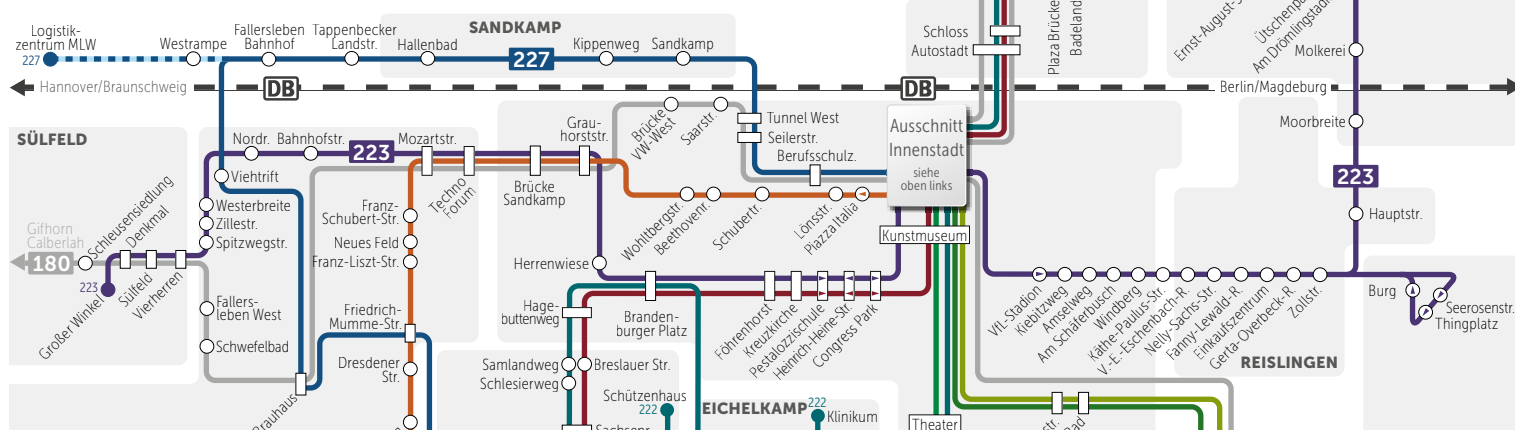 Logistik-
zentrum MLW
227
Westrampe
Fallersleben
Bahnhof
Tappenbecker
Landstr.
Hallenbad
SANDKAMP
227
Kippenweg
Sandkamp
Schloss
Autostadt
Plaza Brücke
Badeland
Am Drömlingstadion
Molkerei
Hannover/Braunschweig
DB
DB
Berlin/Magdeburg
SÜLFELD
Nordr.
Bahnhofstr.
223
Mozartstr.
Grau-
horststr.
Brücke
VW-West
Saarstr.
Tunnel West
Seilerstr.
Berufsschulz.
Ausschnitt
Innenstadt
siehe
oben links
Moorbreite
223
Hauptstr.
Viehtrift
Westerbreite
Zillestr.
Spitzwegstr.
Techno
Forum
Brücke
Sandkamp
Franz-
Schubert-Str.
Neues Feld
Franz-Liszt-Str.
Wohltbergstr.
Beethovenr.
Schubertr.
Lönsstr.
Piazza Italia
Kunstmuseum
Gifhorn
Calberlah
180
Schleusensiedlung
Denkmal
223
Großer Winkel
Sülfeld
Vierherren
Fallers-
leben West
Schwefelbad
Herrenwiese
Hage-
buttenweg
Branden-
burger Platz
Föhrenhorst
Kreuzkirche
Pestalozzischule
Heinrich-Heine-Str.
Congress Park
VfL-Stadion
Kiebitzweg
Amselweg
Am Schäferbusch
Windberg
Käthe-Paulus-Str.
V.-E.-Eschenbach-R.
Nelly-Sachs-Str.
Fanny-Lewald-R.
Einkaufszentrum
Gerta-Overbeck-R.
Zollstr.
REISLINGEN
Burg
Seerosenstr.
Thingplatz
Friedrich-
Mumme-Str.
Dresdener
Str.
Brauhaus
Samlandweg
Schlesierweg
Breslauer Str.
Schützenhaus
222
EICHELKAMP
222
Klinikum
Theater